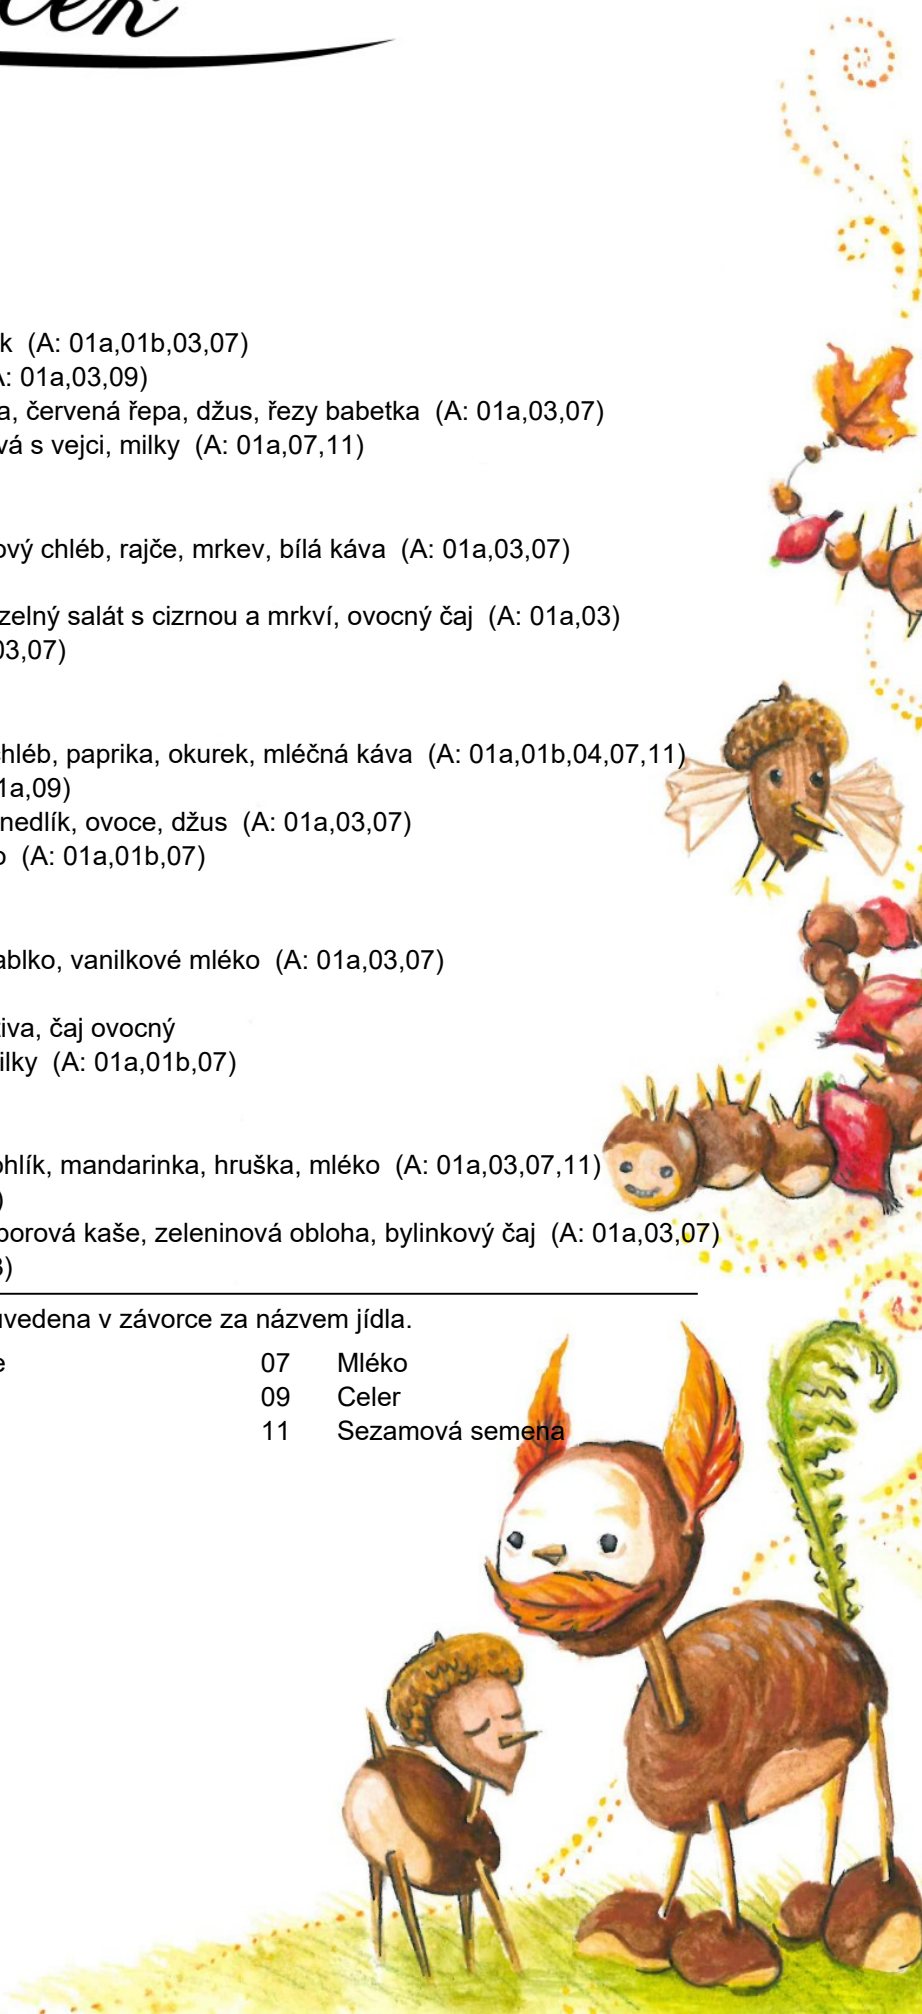 k (A: 01a,01b,03,07)
A: 01a,03,09)
a, červená řepa, džus, řezy babetka (A: 01a,03,07)
vá s vejci, milky (A: 01a,07,11)
ový chléb, rajče, mrkev, bílá káva (A: 01a,03,07)
zelný salát s cizrnou a mrkví, ovocný čaj (A: 01a,03)
03,07)
chléb, paprika, okurek, mléčná káva (A: 01a,01b,04,07,11)
1a,09)
nedlík, ovoce, džus (A: 01a,03,07)
o (A: 01a,01b,07)
ablko, vanilkové mléko (A: 01a,03,07)
iva, čaj ovocný
ilky (A: 01a,01b,07)
ohlík, mandarinka, hruška, mléko (A: 01a,03,07,11)
)
borová kaše, zeleninová obloha, bylinkový čaj (A: 01a,03,07)
3)
uvedena v závorce za názvem jídla.
e 07 Mléko
09 Celer
11 Sezamová semena